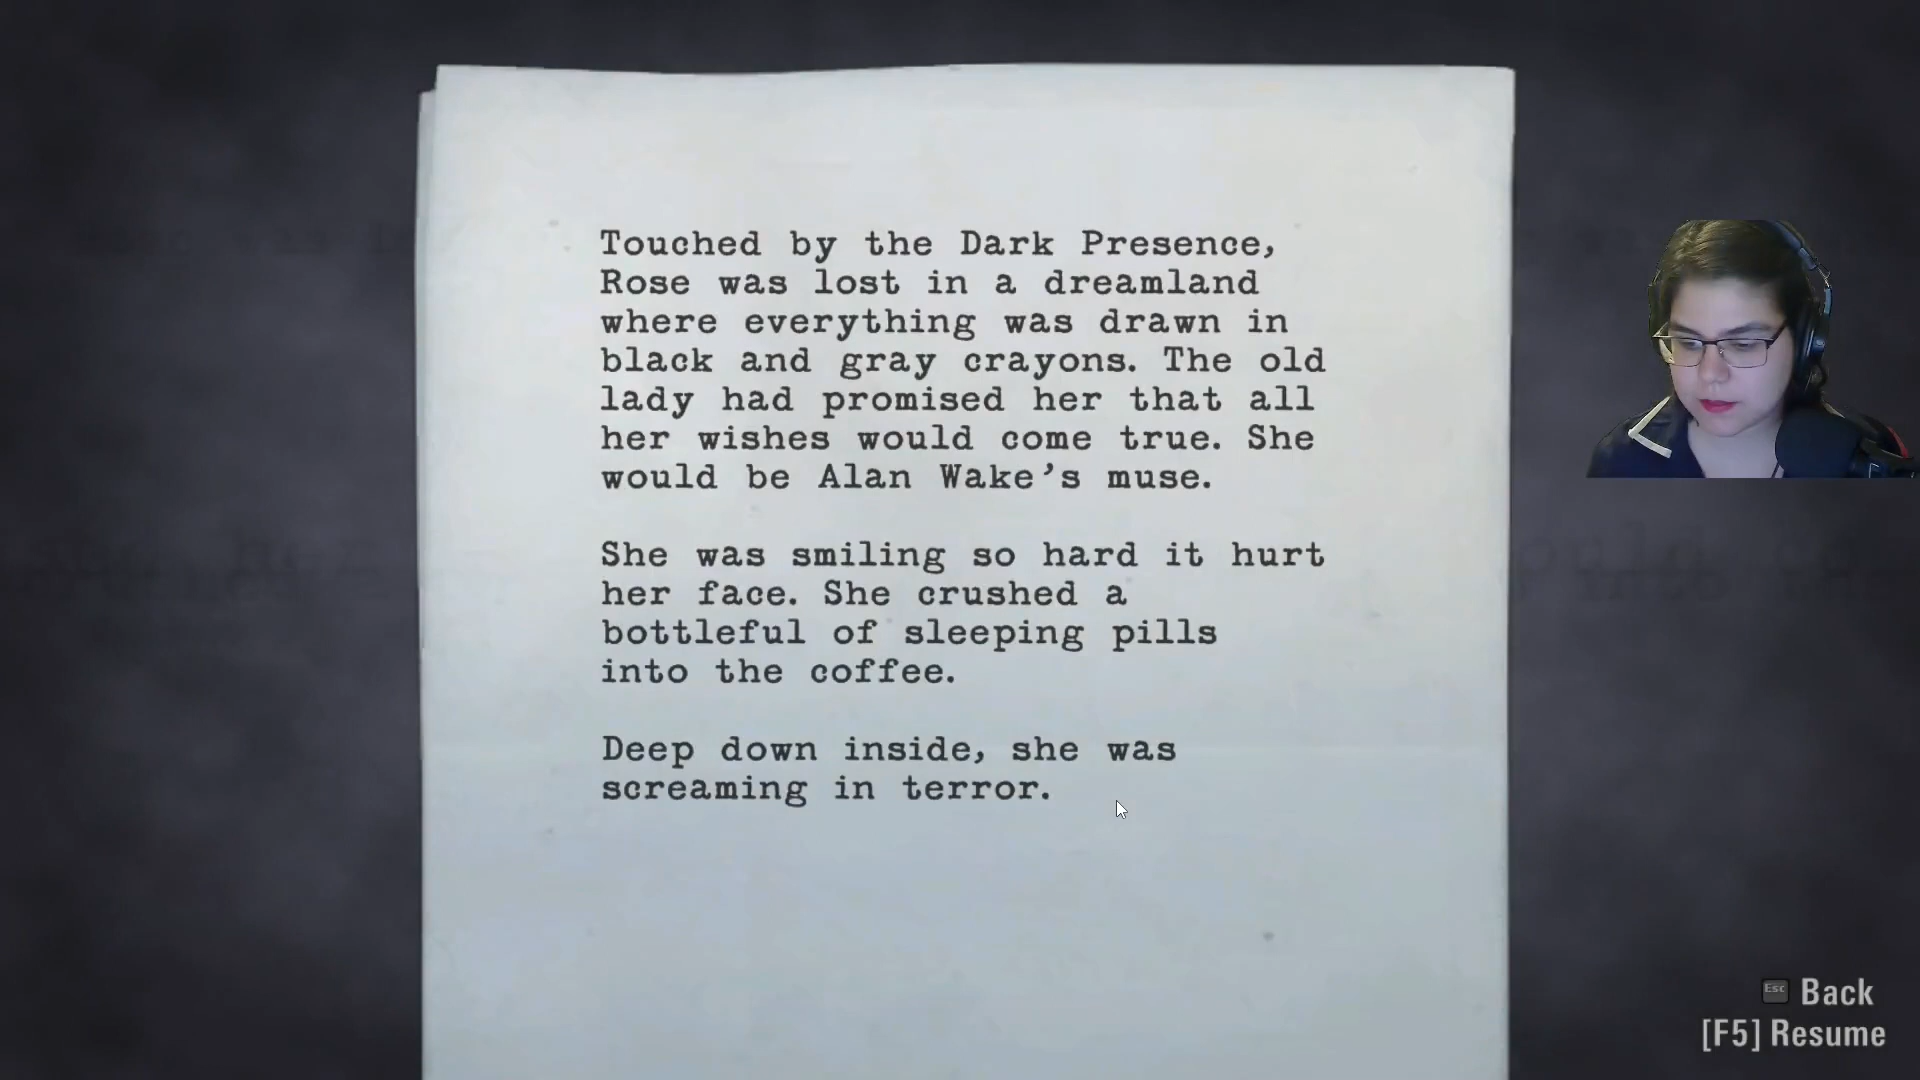 Touched by the Dark Presence,
Rose was lost in a dreamland
where everything was drawn in
black and gray crayons. The old
lady had promised her that all
her wishes would come true. She
would be Alan Wake's muse.
She was smiling so hard it hurt
her face. She crushed a
bottleful of sleeping pills
into the coffee.
Deep down inside, she was
screaming in terror.
Esc Back
[F5] Resume